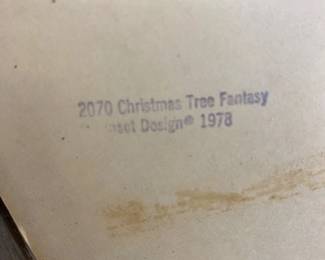 2070 Christmas Tree Fantasy
Design® 1978